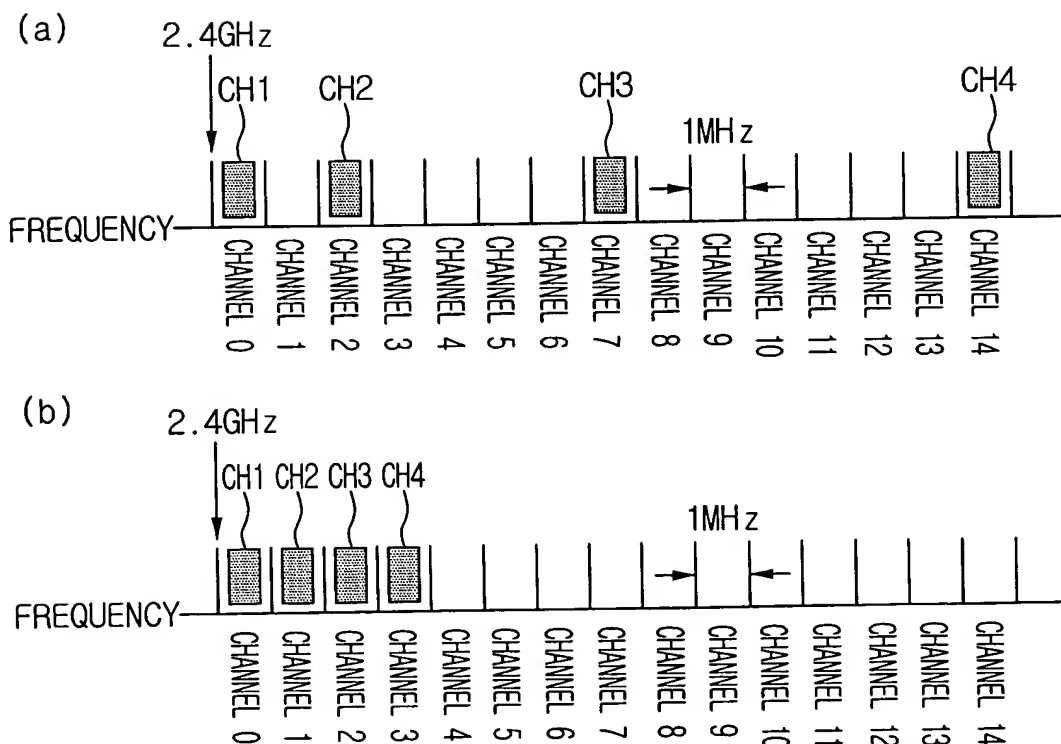 (a)
2.4GHz
CH1
CH2
CH3
CH4
1MHz
FREQUENCY
CHANNEL 0
CHANNEL 1
CHANNEL 2
CHANNEL 3
CHANNEL 4
CHANNEL 5
CHANNEL 6
CHANNEL 7
CHANNEL 8
CHANNEL 9
CHANNEL 10
CHANNEL 11
CHANNEL 12
CHANNEL 13
CHANNEL 14
(b)
2.4GHz
CH1
CH2
CH3
CH4
1MHz
FREQUENCY
CHANNEL 0
CHANNEL 1
CHANNEL 2
CHANNEL 3
CHANNEL 4
CHANNEL 5
CHANNEL 6
CHANNEL 7
CHANNEL 8
CHANNEL 9
CHANNEL 10
CHANNEL 11
CHANNEL 12
CHANNEL 13
CHANNEL 14